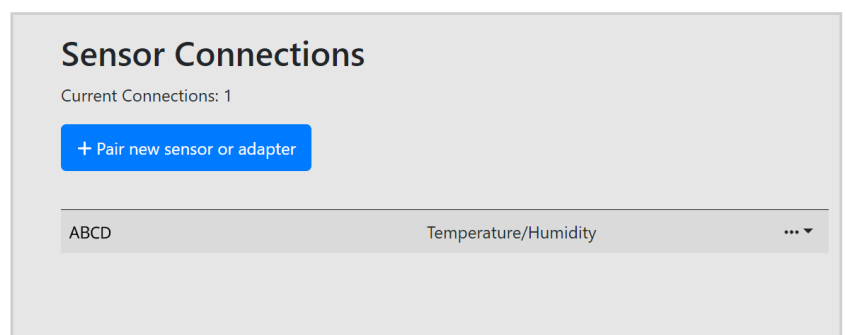 Sensor Connections
Current Connections: 1
+ Pair new sensor or adapter
ABCD Temperature/Humidity ...